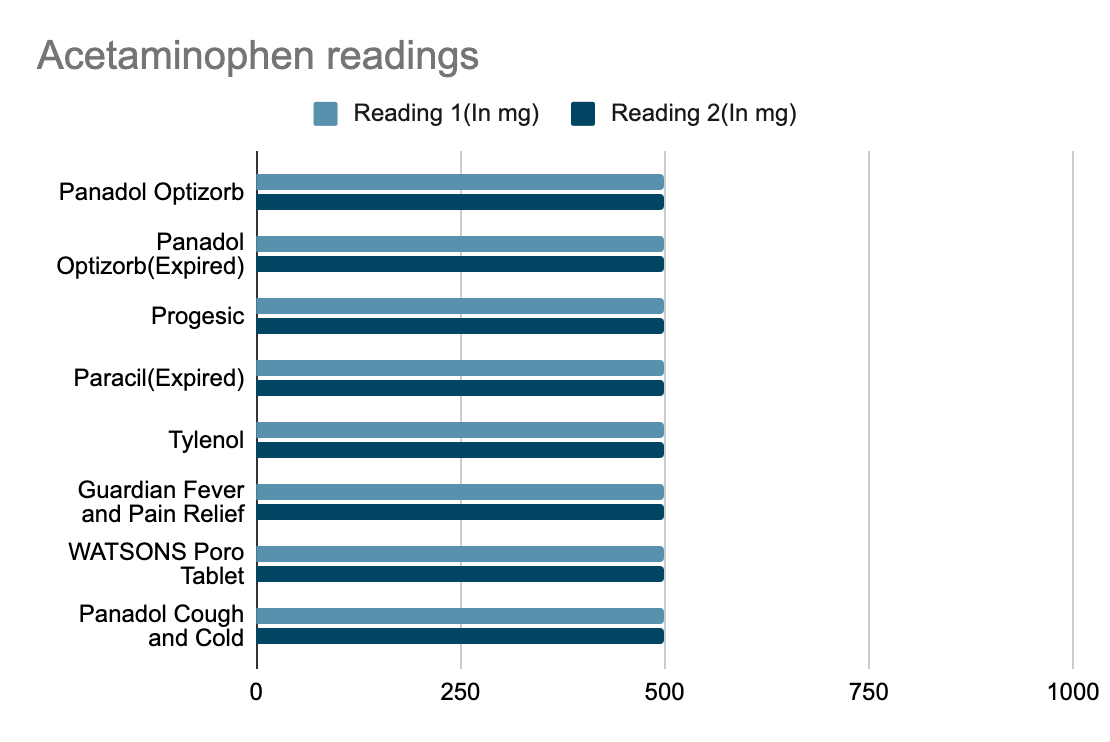 Acetaminophen readings
Reading 1(In mg)
Reading 2(In mg)
Panadol Optizorb
Panadol
Optizorb(Expired)
Progesic
Paracil(Expired)
Tylenol
Guardian Fever
and Pain Relief
WATSONS Poro
Tablet
Panadol Cough
and Cold
0
250
500
750
1000